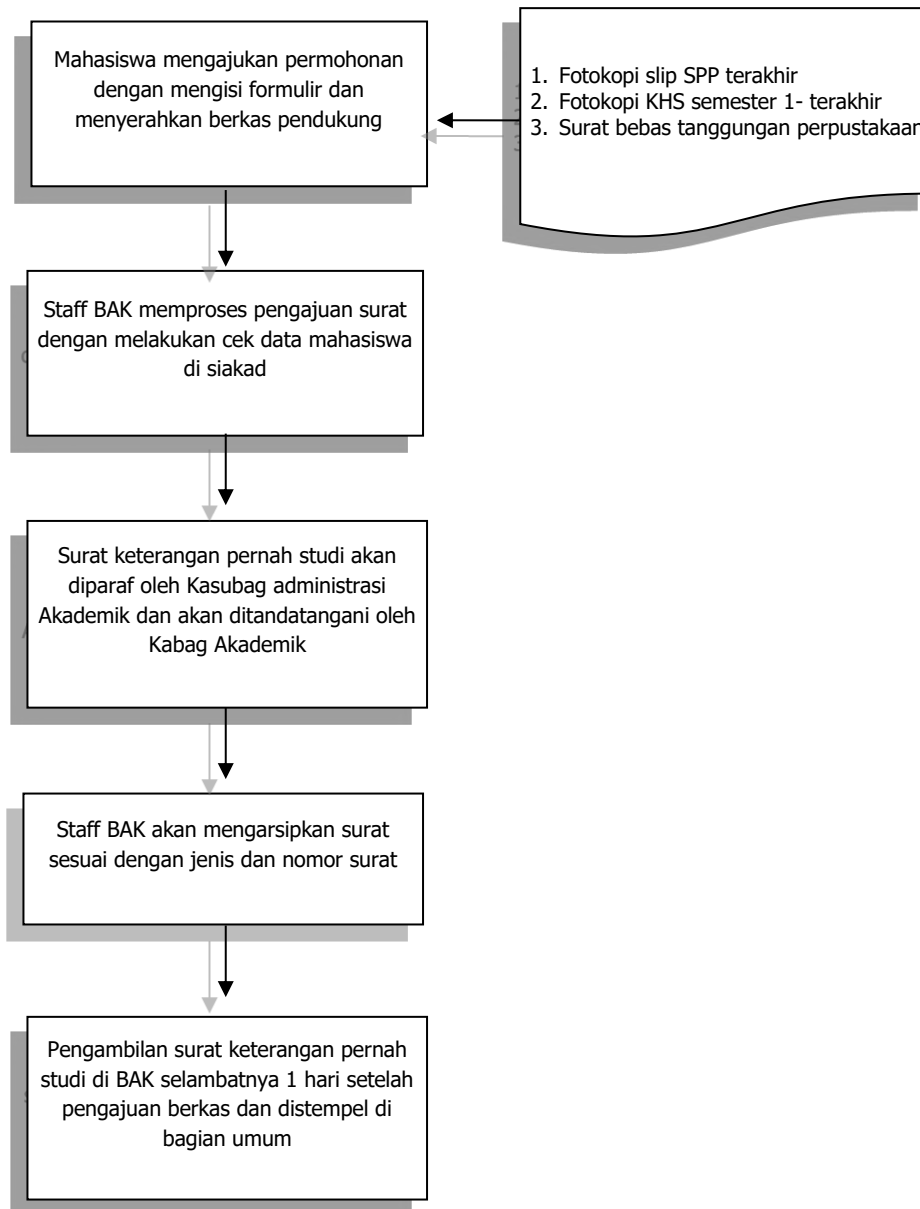 Mahasiswa mengajukan permohonan
dengan mengisi formulir dan
menyerahkan berkas pendukung
1. Fotokopi slip SPP terakhir
2. Fotokopi KHS semester 1- terakhir
3. Surat bebas tanggungan perpustakaan
Staff BAK memproses pengajuan surat
dengan melakukan cek data mahasiswa
di siakad
Surat keterangan pernah studi akan
diparaf oleh Kasubag administrasi
Akademik dan akan ditandatangani oleh
Kabag Akademik
Staff BAK akan mengarsipkan surat
sesuai dengan jenis dan nomor surat
Pengambilan surat keterangan pernah
studi di BAK selambatnya 1 hari setelah
pengajuan berkas dan distempel di
bagian umum